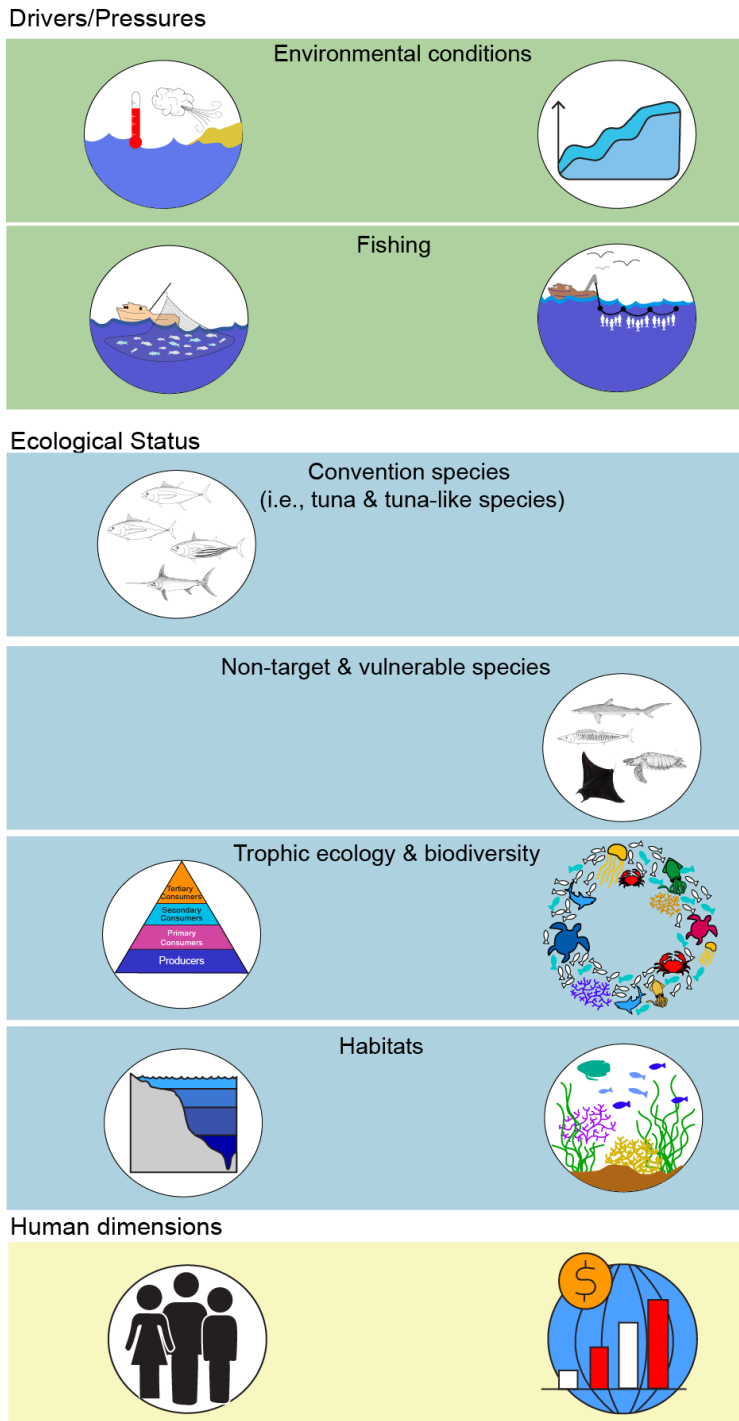 Drivers/Pressures
Environmental conditions
Fishing
Ecological Status
Convention species
(i.e., tuna & tuna-like species)
Non-target & vulnerable species
Trophic ecology & biodiversity
Tertiary
Consumers
Secondary
Consumers
Primary
Consumers
Producers
Habitats
Human dimensions
$